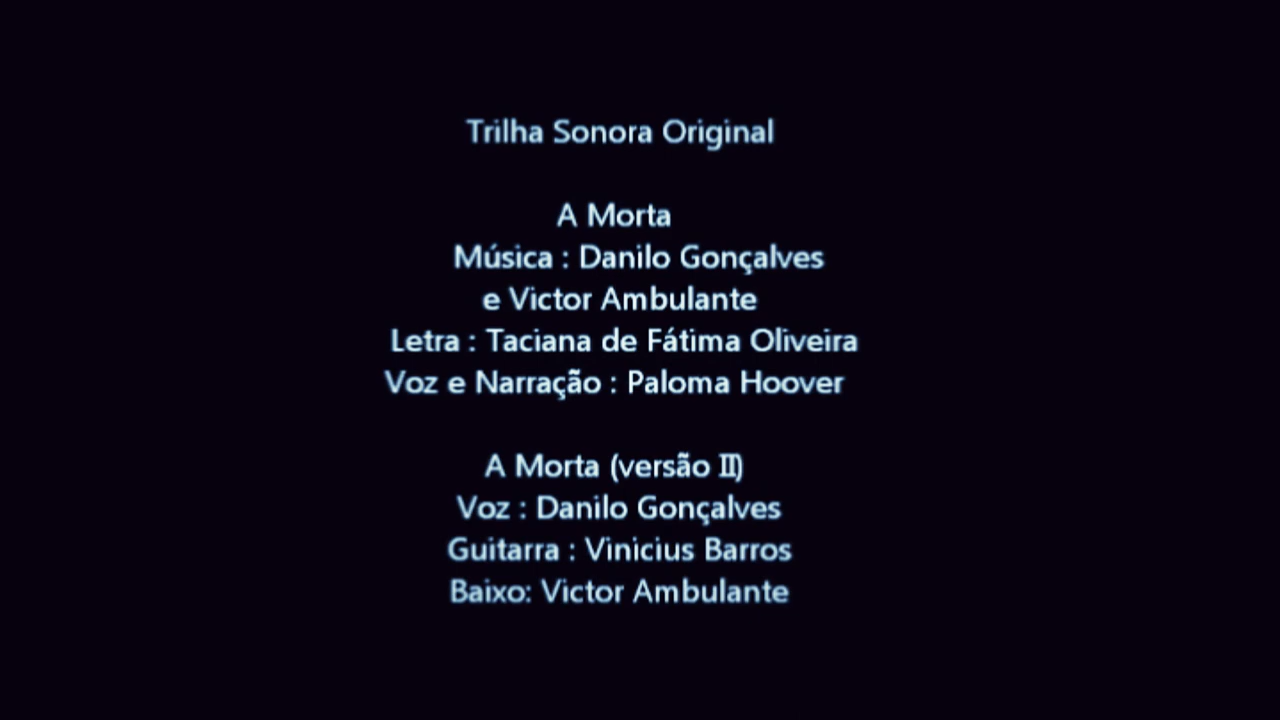 Trilha Sonora Original
A Morta
Música : Danilo Gonçalves
e Victor Ambulante
Letra : Taciana de Fátima Oliveira
Voz e Narração : Paloma Hoover
A Morta (versão II)
Voz : Danilo Gonçalves
Guitarra : Vinicius Barros
Baixo: Victor Ambulante